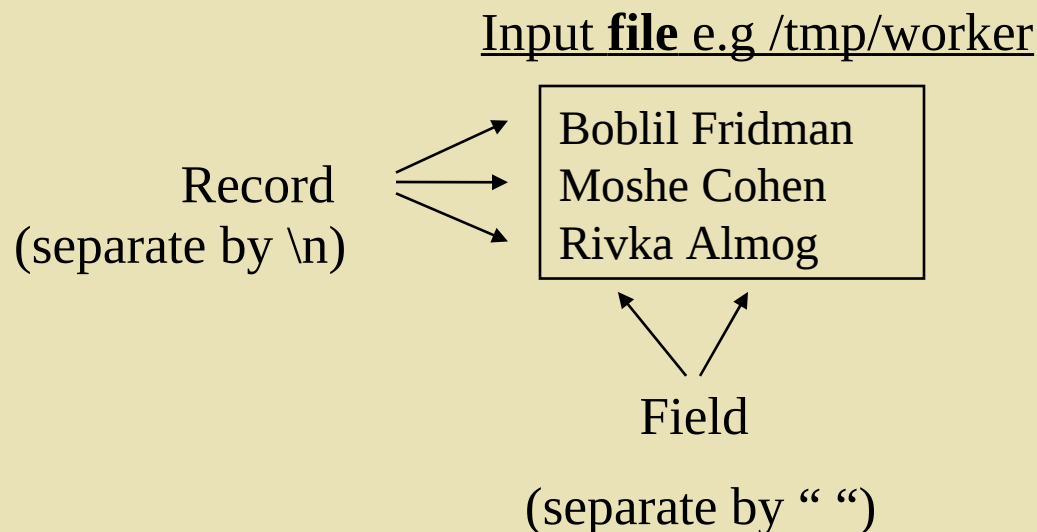 Input file e.g /tmp/worker
Boblil Fridman
Moshe Cohen
Rivka Almog
Record
(separate by \n)
Field
(separate by “ “)